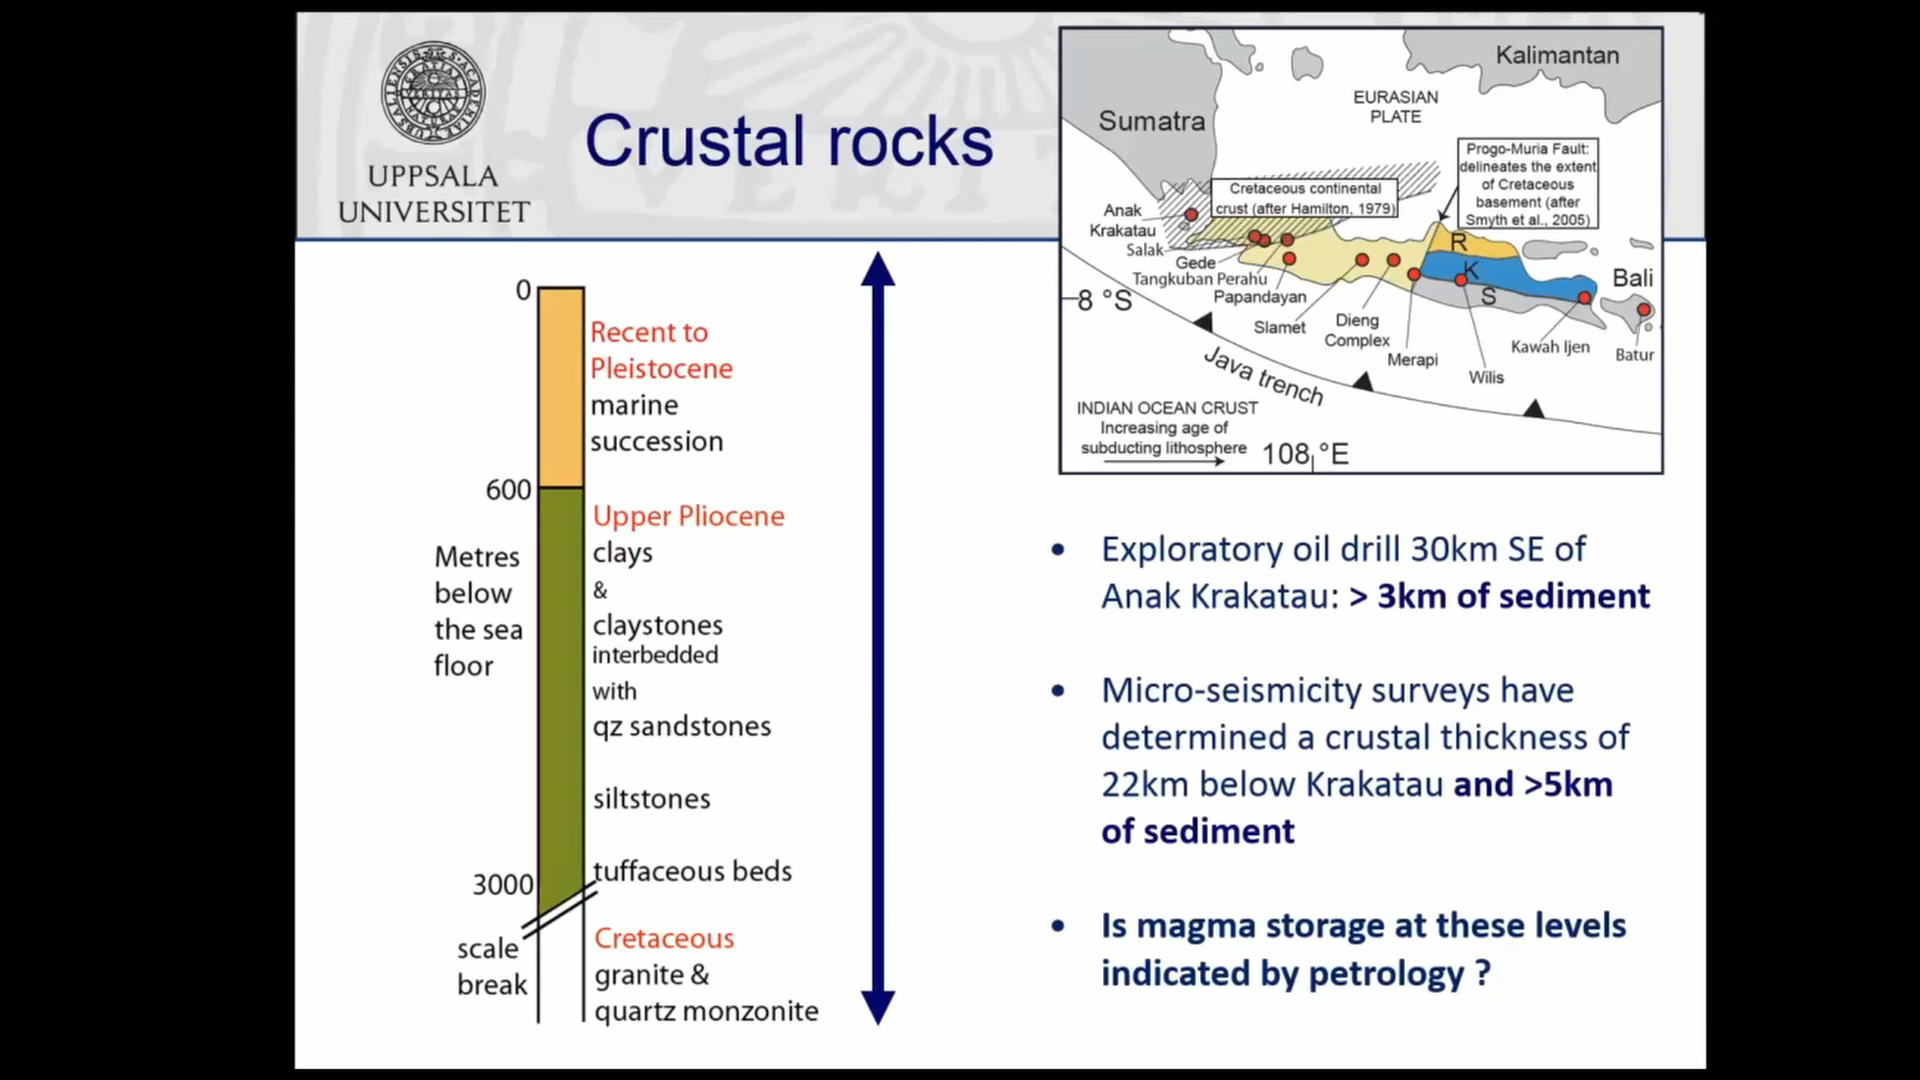 UPPSALA
UNIVERSITET
Crustal rocks
0
Recent to
Pleistocene
marine
succession
600
Upper Pliocene
clays
&
claystones
interbedded
with
qz sandstones
siltstones
tuffaceous beds
Metres
below
the sea
floor
3000
scale
break
Cretaceous
granite &
quartz monzonite
Kalimantan
Sumatra
EURASIAN
PLATE
Progo-Muria Fault:
delineates the extent
of Cretaceous
basement (after
Smyth et al., 2005)
Cretaceous continental
crust (after Hamilton, 1979)
Anak
Krakatau
Salak
Gede
Tangkuban Perahu
Papandayan
Slamet
Dieng
Complex
Merapi
Wilis
Kawah Ijen
Batur
Bali
R
K
S
8 °S
Java trench
INDIAN OCEAN CRUST
Increasing age of
subducting lithosphere
108 °E
• Exploratory oil drill 30km SE of
Anak Krakatau: > 3km of sediment
• Micro-seismicity surveys have
determined a crustal thickness of
22km below Krakatau and >5km
of sediment
• Is magma storage at these levels
indicated by petrology ?